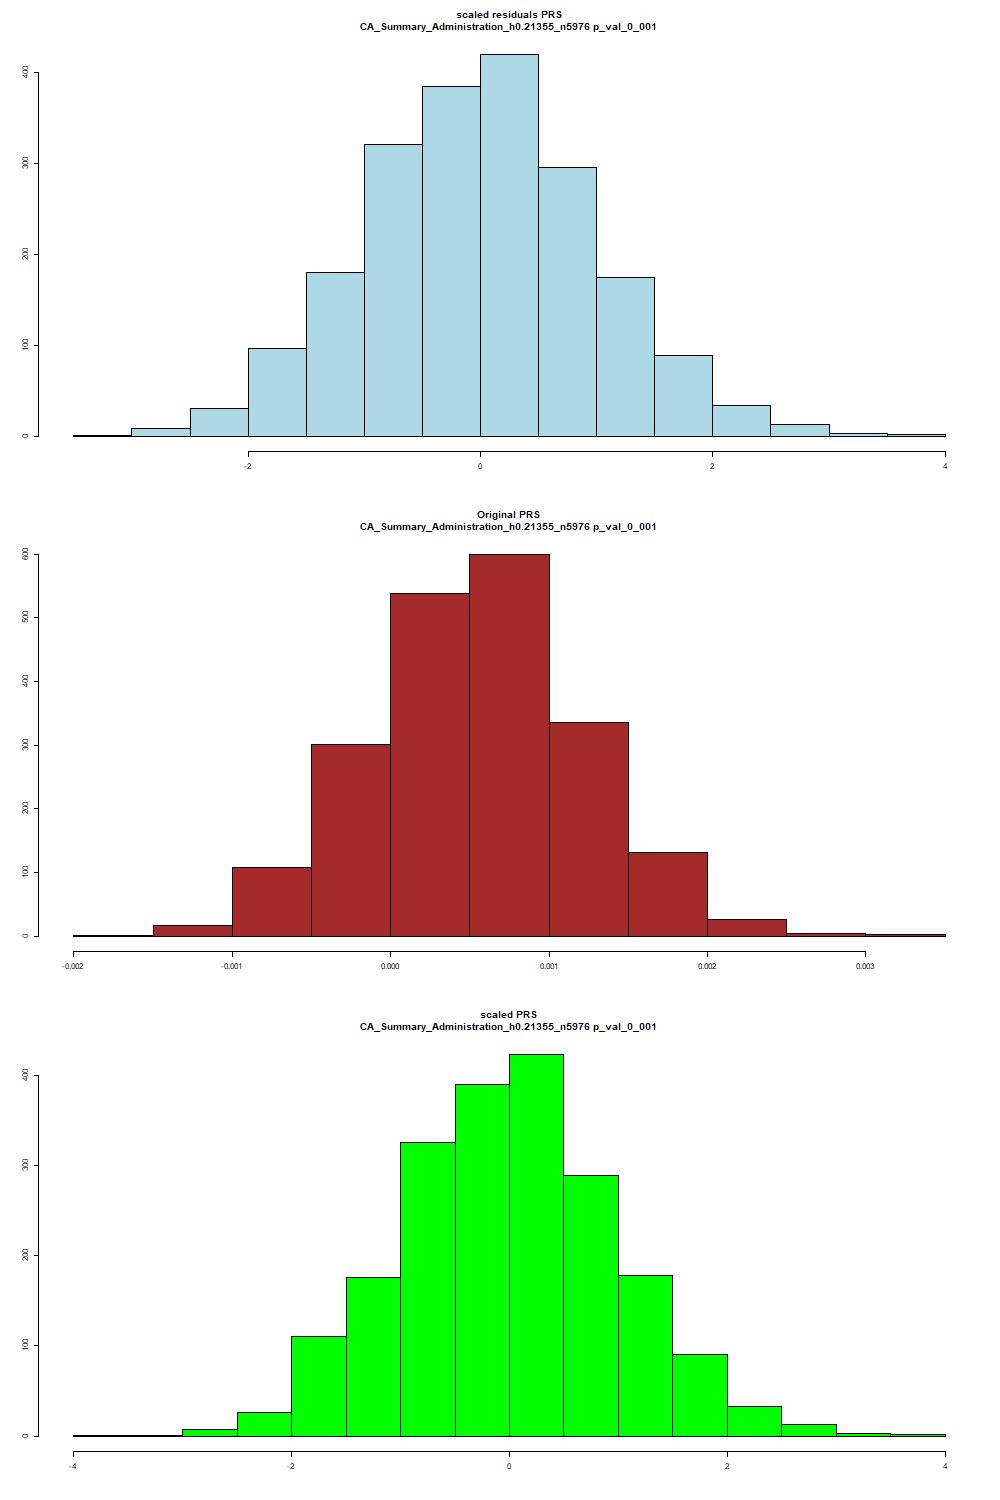 scaled residuals PRS
CA_Summary_Administration_h0.21355_n5976 p_val_0_001
400
300
200
100
0
-2 0 2 4
Original PRS
CA_Summary_Administration_h0.21355_n5976 p_val_0_001
600
500
400
300
200
100
0
-0.002 -0.001 0.000 0.001 0.002 0.003
scaled PRS
CA_Summary_Administration_h0.21355_n5976 p_val_0_001
400
300
200
100
0
-4 -2 0 2 4